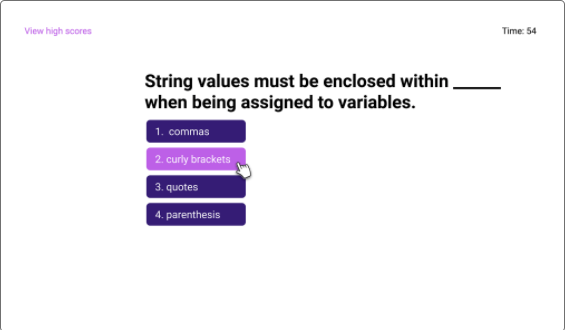 View high scores
Time: 54
String values must be enclosed within _____
when being assigned to variables.
1. commas
2. curly brackets
3. quotes
4. parenthesis